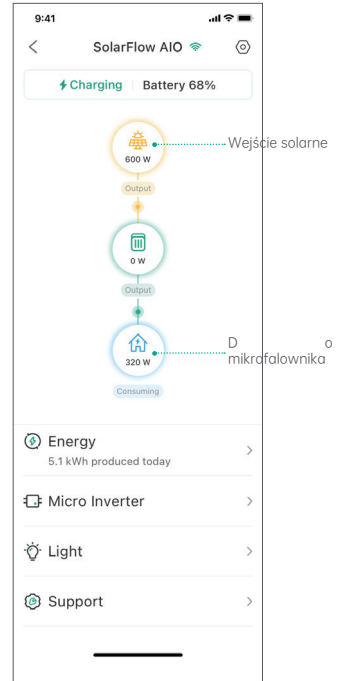 9:41
SolarFlow AIO
Charging Battery 68%
600 W
Wejście solarne
Output
0 W
Output
320 W
D o
mikrofalownika
Consuming
Energy
5.1 kWh produced today
Micro Inverter
Light
Support